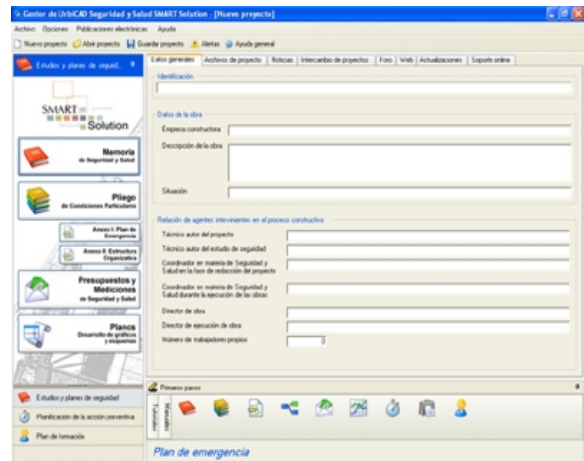 Gestor de UrbiCAD Seguridad y Salud SMART Solution - [Nuevo proyecto]
Archivo Opciones Publicaciones electrónicas Ayuda
Nuevo proyecto Abrir proyecto Guardar proyecto Alertas Ayuda general
Estudios y planes de segurid..
Datos generales Archivos de proyecto Noticias Intercambio de proyectos Foro Web Actualizaciones Soporte online
Identificación
SMART
Solution
Datos de la obra
Empresa constructora
Descripción de la obra
Situación
Memoria
de Seguridad y Salud
Pliego
de Condiciones Particulares
Anexo I: Plan de
Emergencia
Anexo II: Estructura
Organizativa
Presupuestos y
Mediciones
de Seguridad y Salud
Planos
Desarrollo de gráficos
y esquemas
Relación de agentes intervinientes en el proceso constructivo
Técnico autor del proyecto
Técnico autor del estudio de seguridad
Coordinador en materia de Seguridad y
Salud en la fase de redacción del proyecto
Coordinador en materia de Seguridad y
Salud durante la ejecución de las obras
Director de obra
Director de ejecución de obra
Número de trabajadores propios 0
Estudios y planes de seguridad
Planificación de la acción preventiva
Plan de formación
Primeros pasos
Tutoriales
Manuales
Plan de emergencia